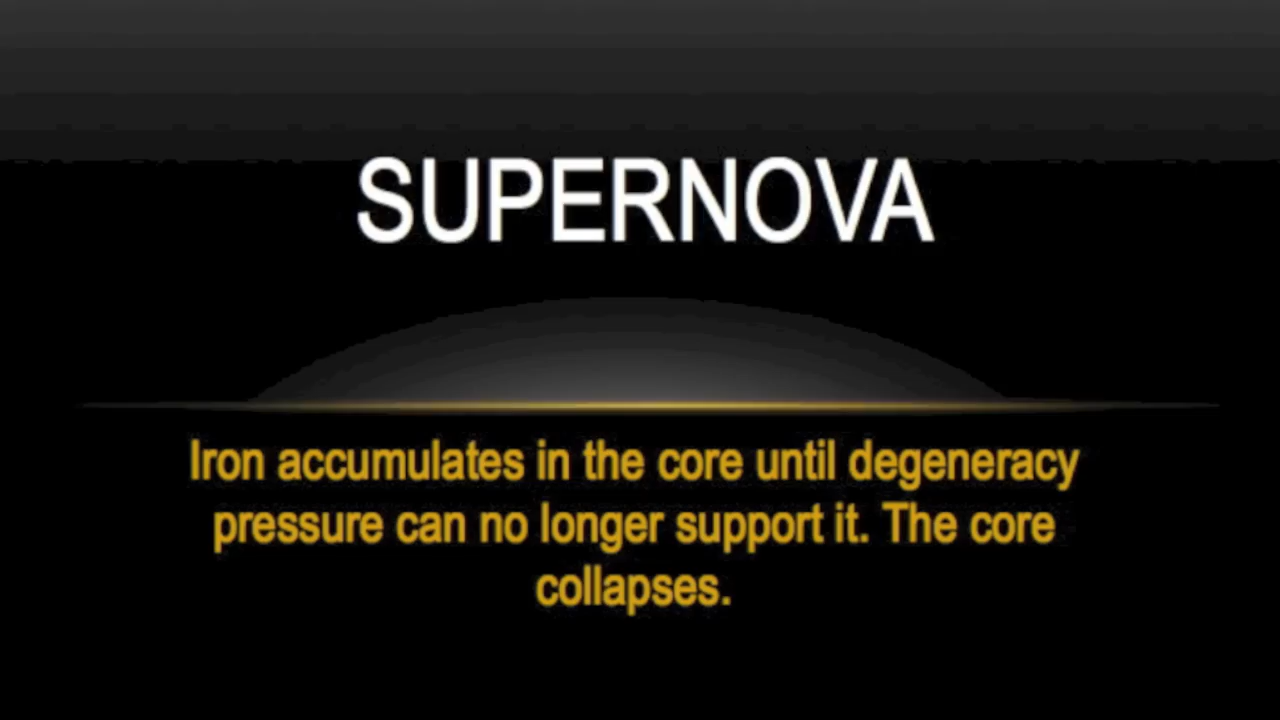 SUPERNOVA
Iron accumulates in the core until degeneracy
pressure can no longer support it. The core
collapses.